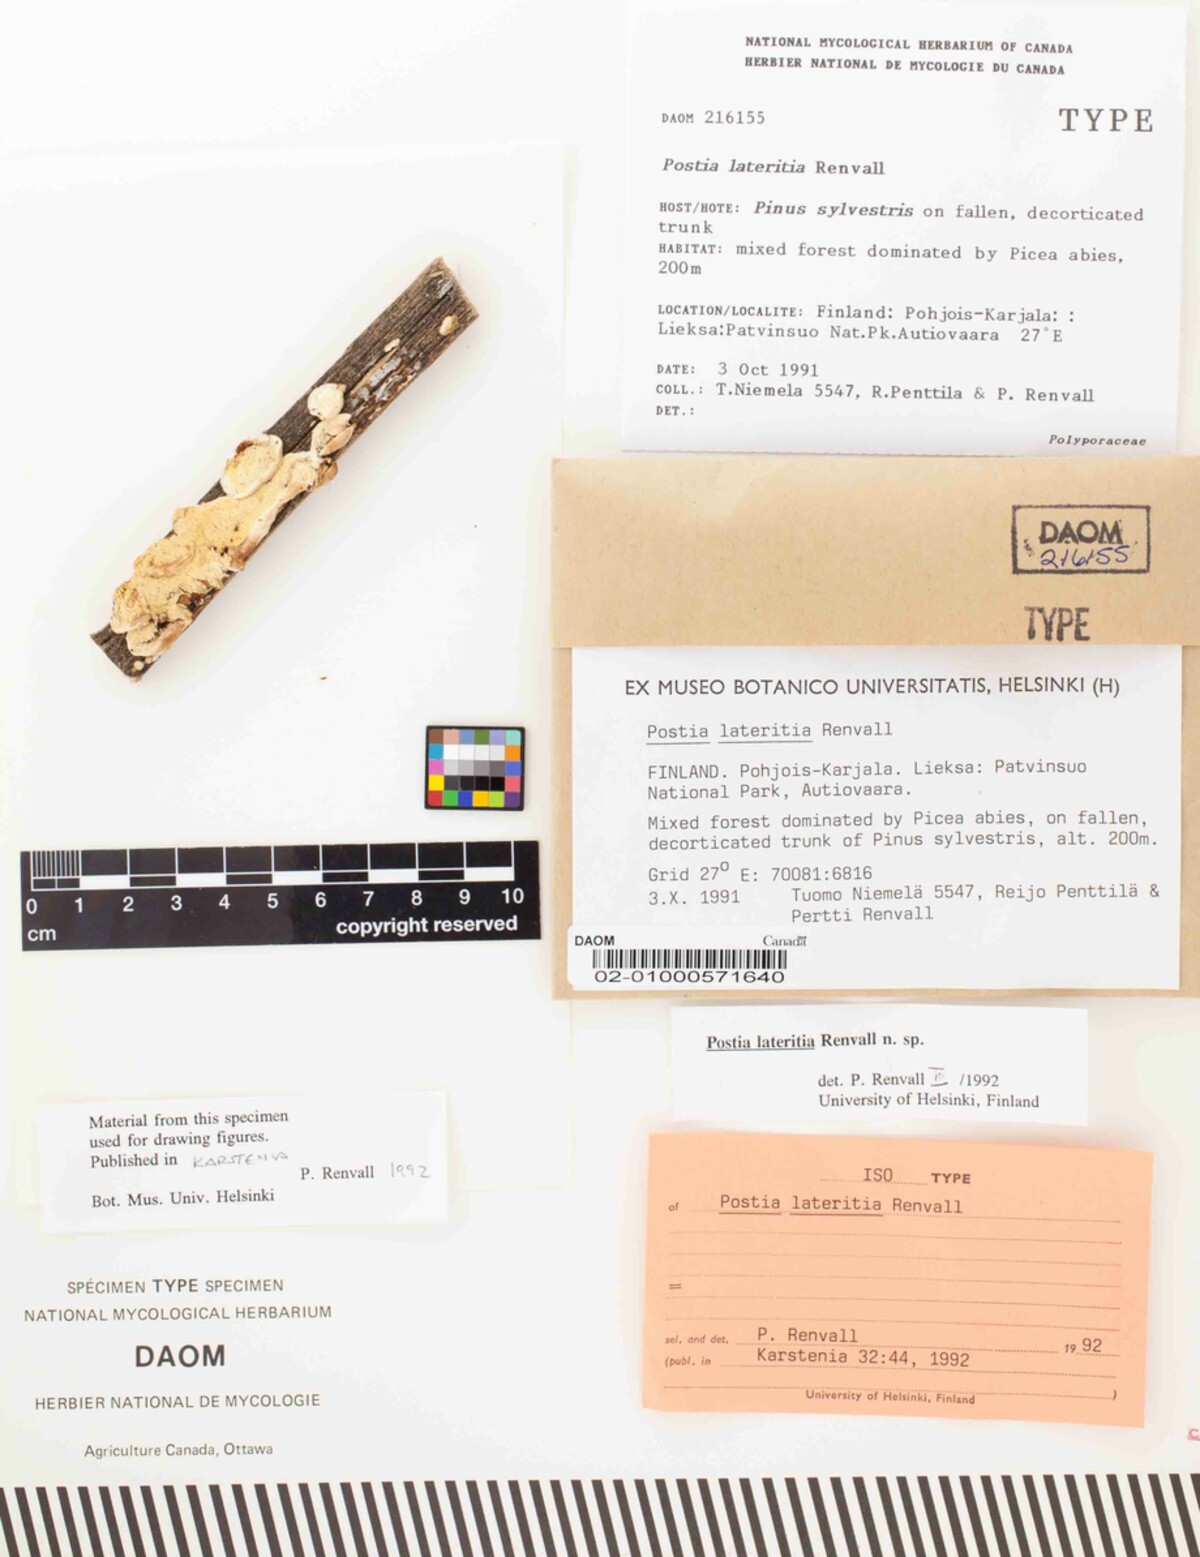 NATIONAL MYCOLOGICAL HERBARIUM OF CANADA
HERBIER NATIONAL DE MYCOLOGIE DU CANADA
DAOM 216155
TYPE
Postia lateritia Renvall
HOST/HOTE: Pinus sylvestris on fallen, decorticated
trunk
HABITAT: mixed forest dominated by Picea abies,
200m
LOCATION/LOCALITE: Finland: Pohjois-Karjala: :
Lieksa:Patvinsuo Nat.Pk.Autiovaara 27°E
DATE: 3 Oct 1991
COLL.: T.Niemela 5547, R.Penttila & P. Renvall
DET.:
Polyporaceae
DAOM
216155
TYPE
EX MUSEO BOTANICO UNIVERSITATIS, HELSINKI (H)
Postia lateritia Renvall
FINLAND. Pohjois-Karjala. Lieksa: Patvinsuo
National Park, Autiovaara.
Mixed forest dominated by Picea abies, on fallen,
decorticated trunk of Pinus sylvestris, alt. 200m.
Grid 27° E: 70081:6816
3.X. 1991 Tuomo Niemelä 5547, Reijo Penttilä &
Pertti Renvall
DAOM Canada
02-01000571640
0 1 2 3 4 5 6 7 8 9 10
cm copyright reserved
Postia lateritia Renvall n. sp.
det. P. Renvall III /1992
University of Helsinki, Finland
Material from this specimen
used for drawing figures.
Published in KARSTENIA
P. Renvall 1992
Bot. Mus. Univ. Helsinki
ISO TYPE
of Postia lateritia Renvall
=
sel. and det. P. Renvall 1992
(publ. in Karstenia 32:44, 1992
)
University of Helsinki, Finland
SPÉCIMEN TYPE SPECIMEN
NATIONAL MYCOLOGICAL HERBARIUM
DAOM
HERBIER NATIONAL DE MYCOLOGIE
Agriculture Canada, Ottawa